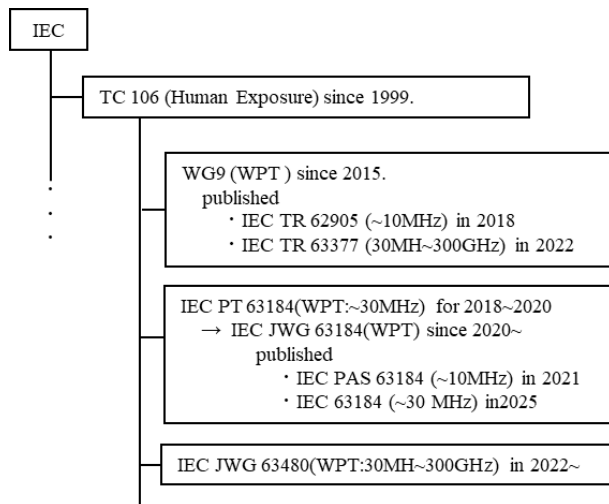 IEC
TC 106 (Human Exposure) since 1999.
WG9 (WPT ) since 2015.
published
・IEC TR 62905 (~10MHz) in 2018
・IEC TR 63377 (30MH~300GHz) in 2022
IEC PT 63184(WPT:~30MHz) for 2018~2020
→ IEC JWG 63184(WPT) since 2020~
published
・IEC PAS 63184 (~10MHz) in 2021
・IEC 63184 (~30 MHz) in2025
IEC JWG 63480(WPT:30MH~300GHz) in 2022~